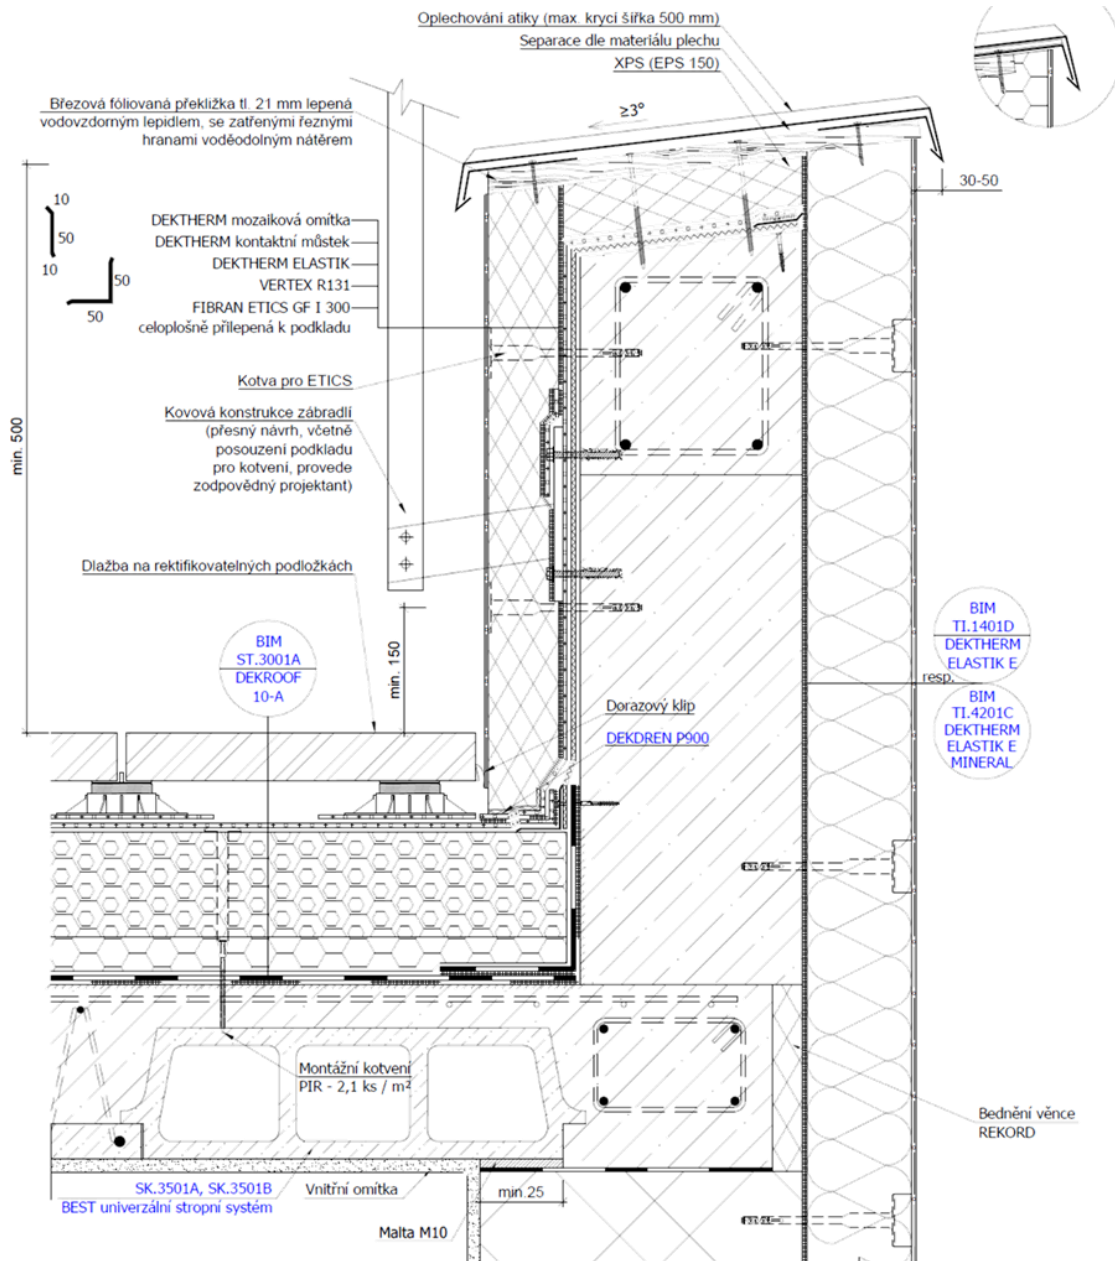 Oplechování atiky (max. krycí šířka 500 mm)
Separace dle materiálu plechu
XPS (EPS 150)
Březová fóliovaná překližka tl. 21 mm lepená
vodovzdorným lepidlem, se zatřenými řeznými
hranami voděodolným nátěrem
≥3°
30-50
10
50
10
50
50
DEKTHERM mozaiková omítka
DEKTHERM kontaktní můstek
DEKTHERM ELASTIK
VERTEX R131
FIBRAN ETICS GF I 300
celoplošně přilepená k podkladu
Kotva pro ETICS
Kovová konstrukce zábradlí
(přesný návrh, včetně
posouzení podkladu
pro kotvení, provede
zodpovědný projektant)
min. 500
Dlažba na rektifikovatelných podložkách
BIM
ST.3001A
DEKROOF
10-A
min. 150
Dorazový klip
DEKDREN P900
BIM
TI.1401D
DEKTHERM
ELASTIK E
resp.
BIM
TI.4201C
DEKTHERM
ELASTIK E
MINERAL
Montážní kotvení
PIR - 2,1 ks / m²
Bednění věnce
REKORD
SK.3501A, SK.3501B
BEST univerzální stropní systém
Vnitřní omítka
min.25
Malta M10